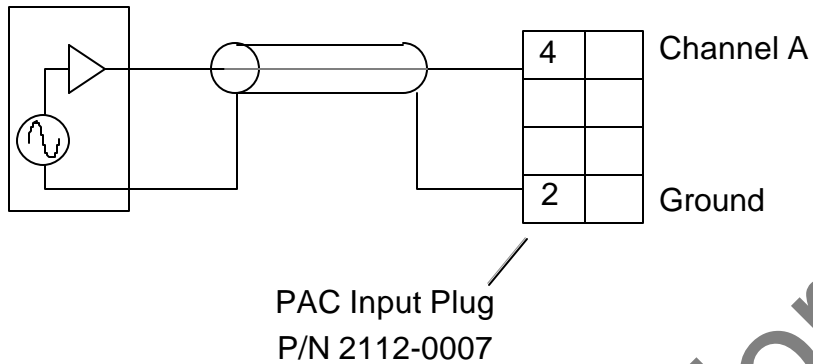 4
Channel A
2
Ground
PAC Input Plug
P/N 2112-0007